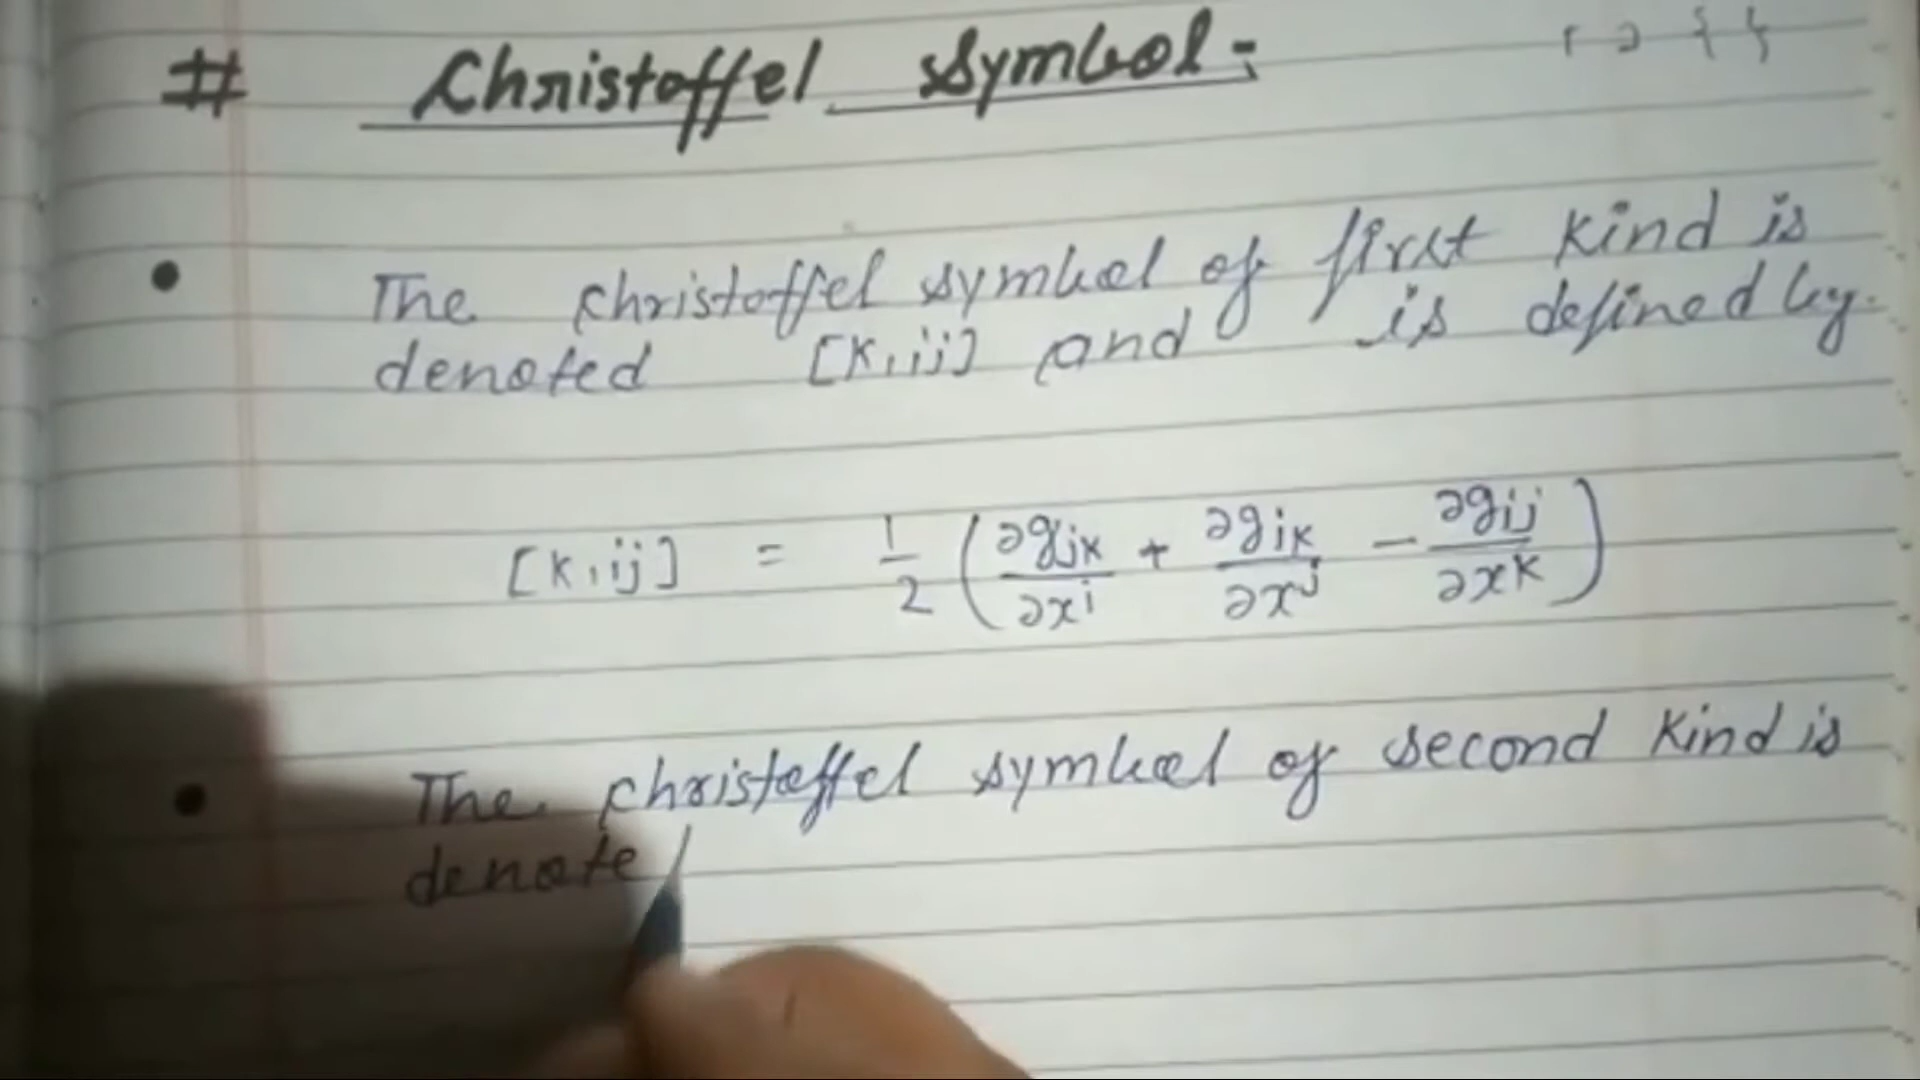 # Christoffel Symbol:-
[ ] { }
• The Christoffel symbol of first kind is
denoted [K,ij] and is defined by.
[K,ij] = 1/2 (∂gjk/∂x^i + ∂gik/∂x^j - ∂gij/∂x^k)
• The Christoffel symbol of second kind is
denote